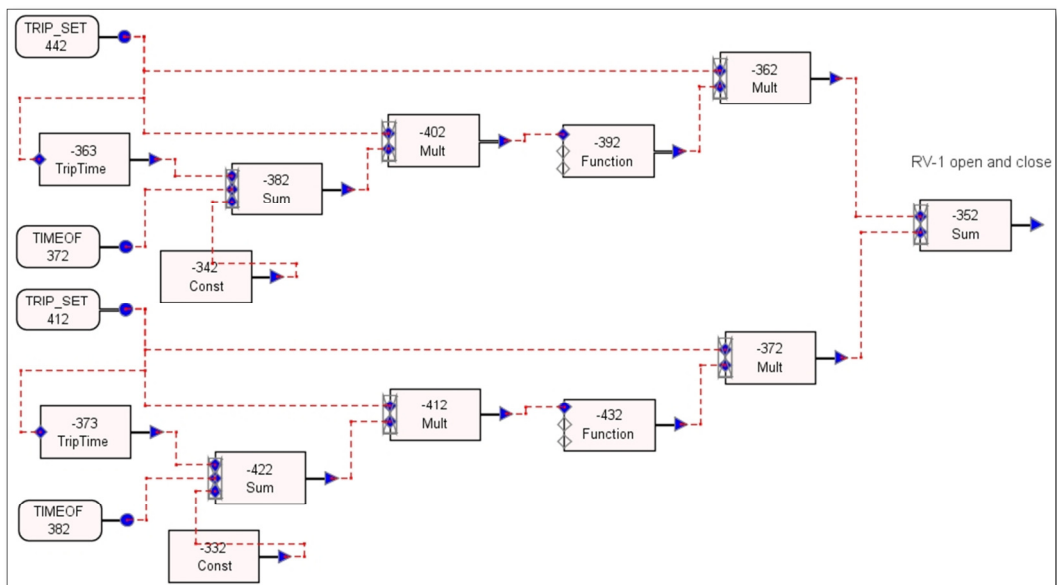 TRIP_SET
442
-363
TripTime
-382
Sum
TIMEOF
372
-342
Const
-402
Mult
-392
Function
-362
Mult
RV-1 open and close
-352
Sum
TRIP_SET
412
-373
TripTime
-422
Sum
TIMEOF
382
-332
Const
-412
Mult
-432
Function
-372
Mult